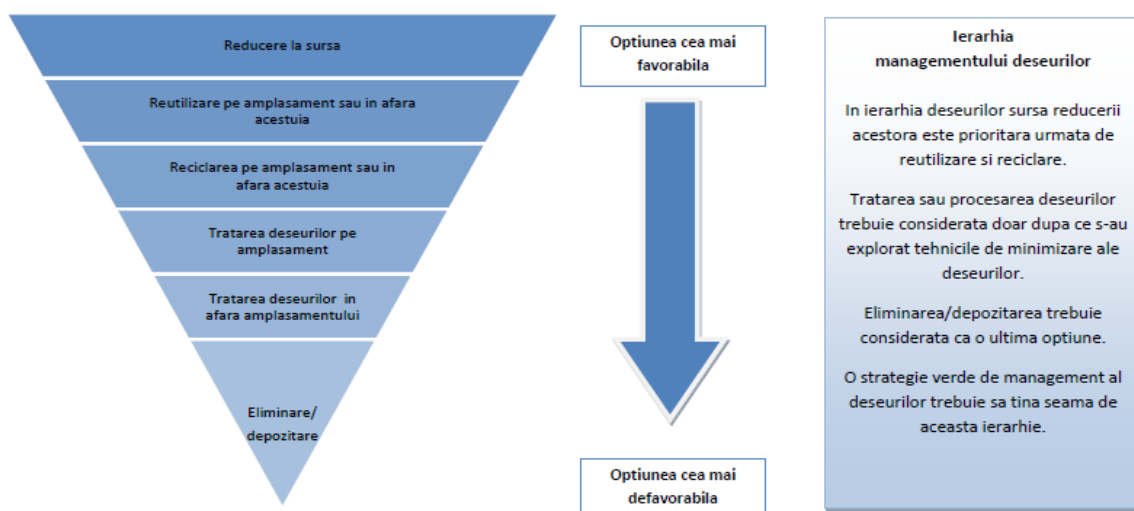 Reducere la sursa
Reutilizare pe amplasament sau in afara
acestuia
Reciclarea pe amplasament sau in
afara acestuia
Tratarea deseurilor pe
amplasament
Tratarea deseurilor in
afara amplasamentului
Eliminare/
depozitare
Optiunea cea mai
favorabila
Optiunea cea mai
defavorabila
Ierarhia
managementului deseurilor
In ierarhia deseurilor sursa reducerii
acestora este prioritara urmata de
reutilizare si reciclare.
Tratarea sau procesarea deseurilor
trebuie considerata doar dupa ce s-au
explorat tehnicile de minimizare ale
deseurilor.
Eliminarea/depozitarea trebuie
considerata ca o ultima optiune.
O strategie verde de management al
deseurilor trebuie sa tina seama de
aceasta ierarhie.